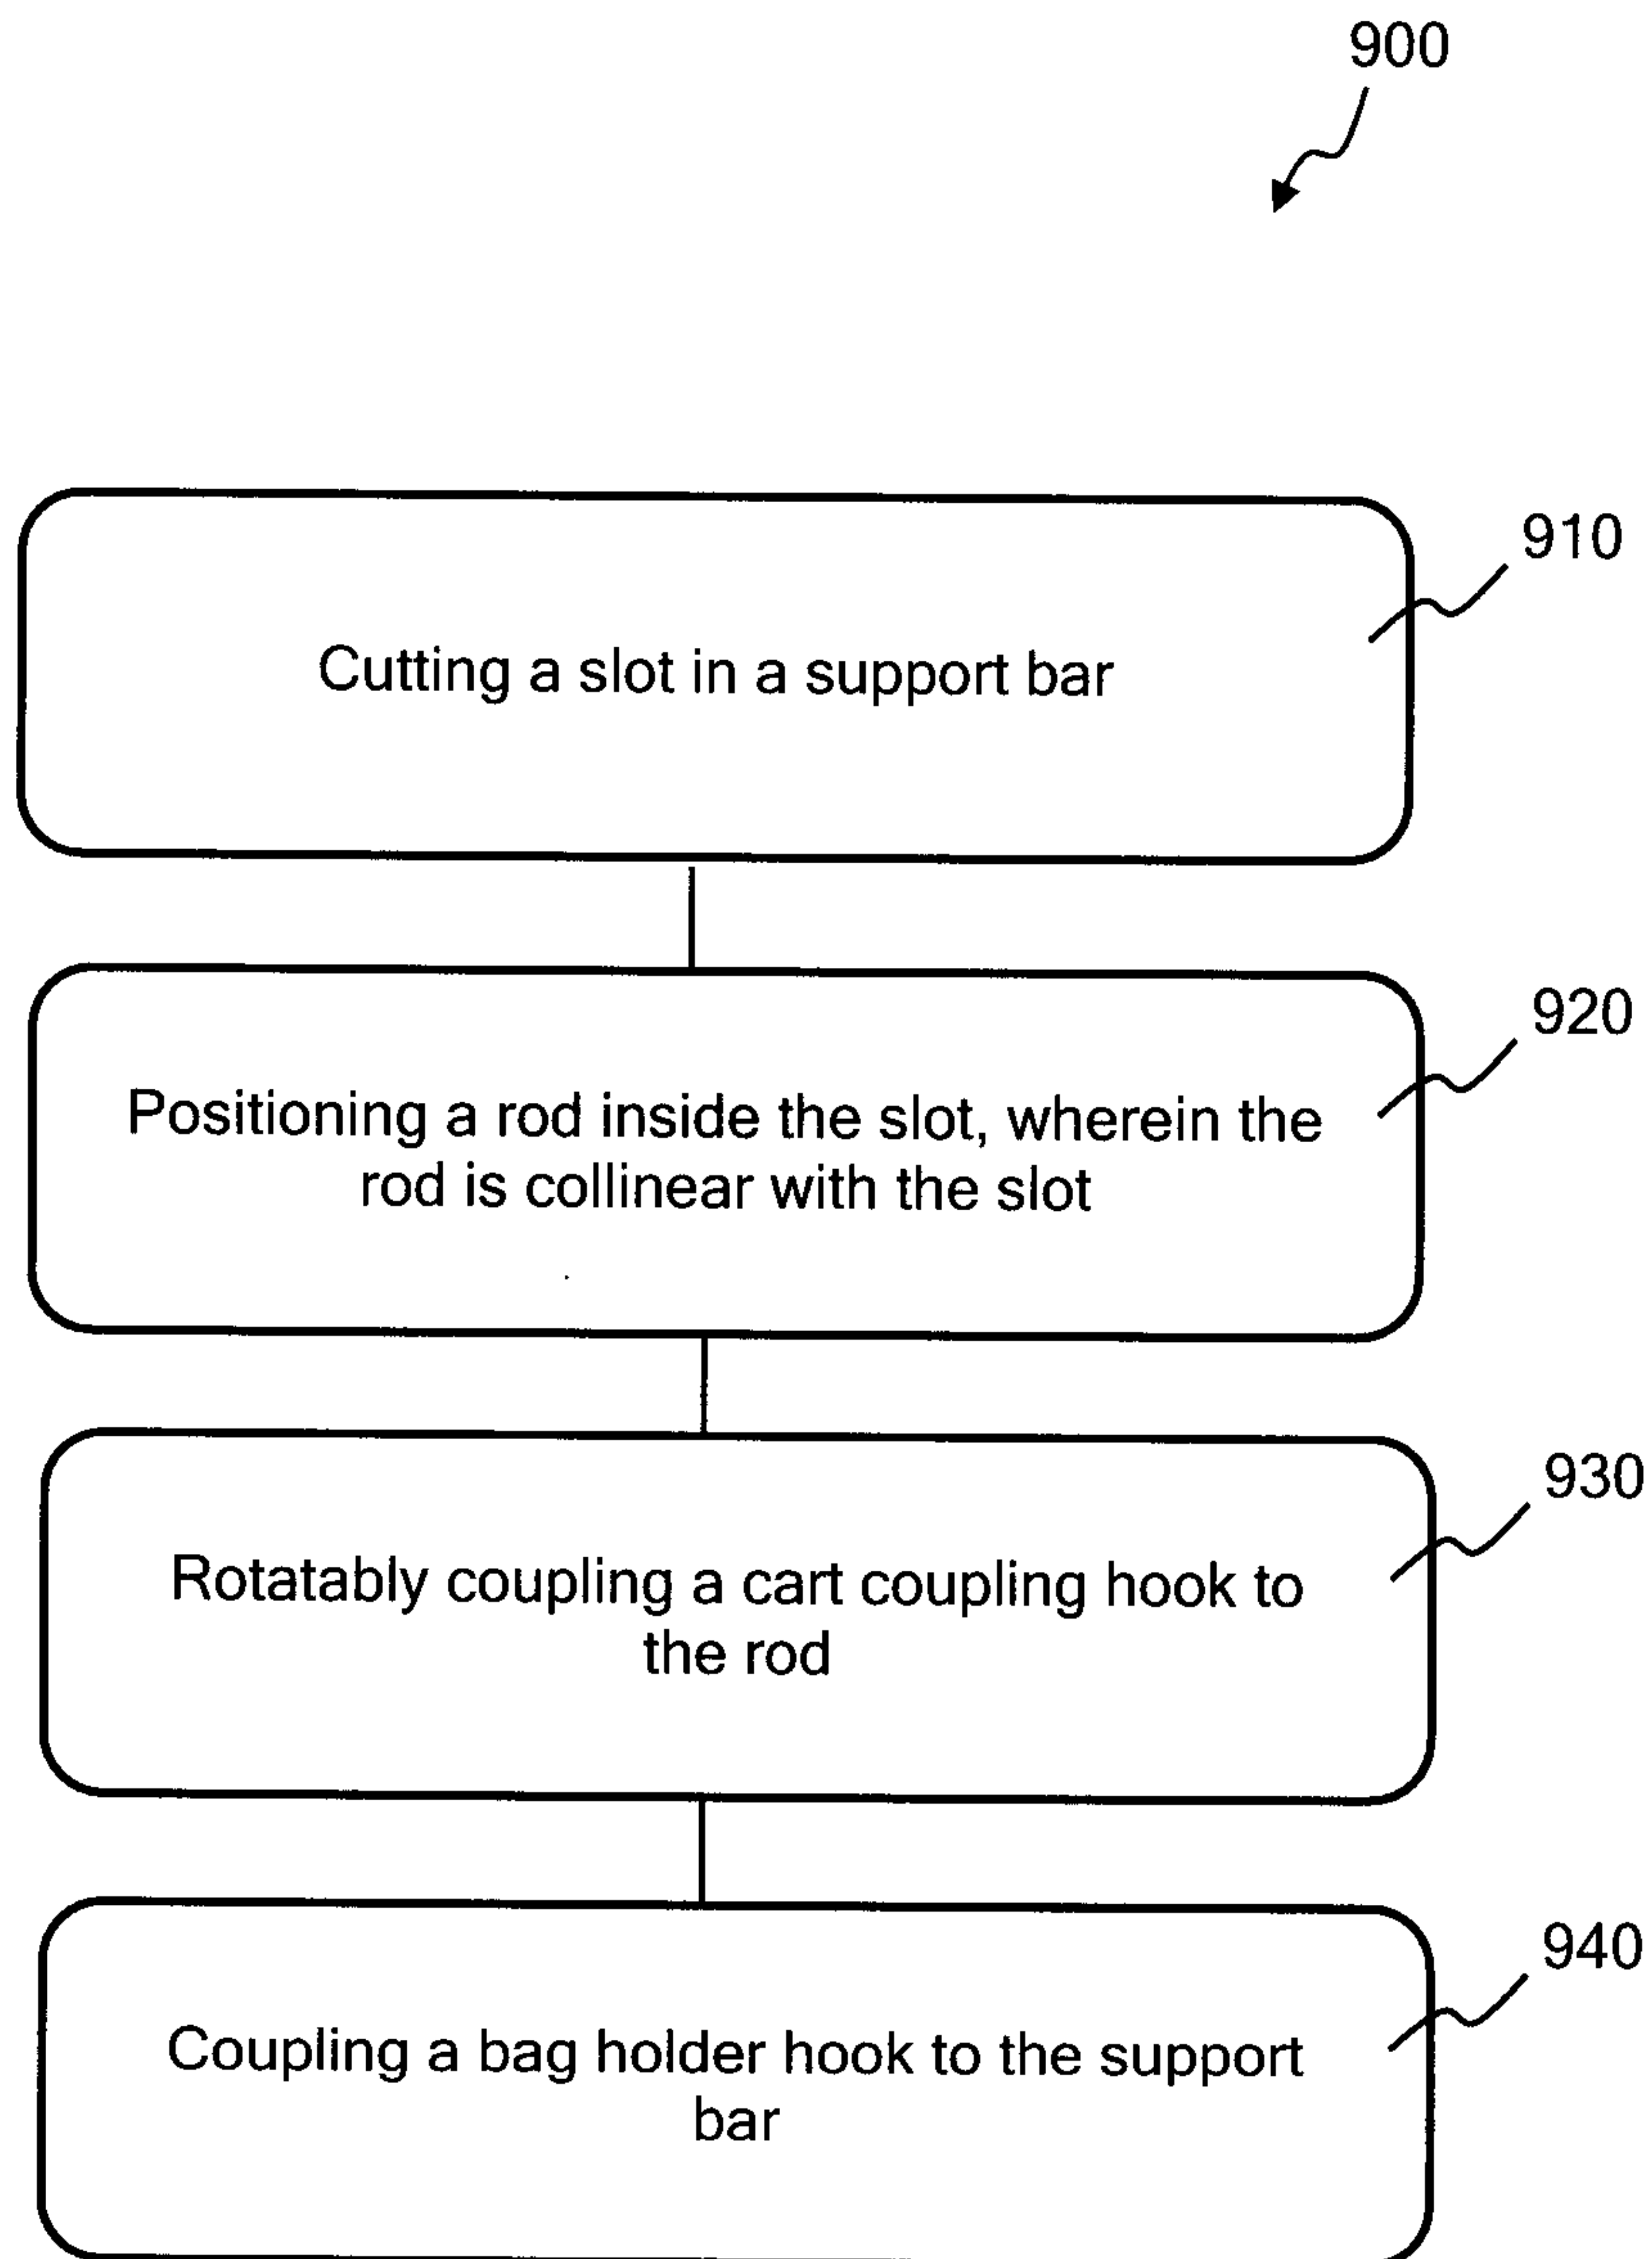 900
910
Cutting a slot in a support bar
920
Positioning a rod inside the slot, wherein the
rod is collinear with the slot
930
Rotatably coupling a cart coupling hook to
the rod
940
Coupling a bag holder hook to the support
bar